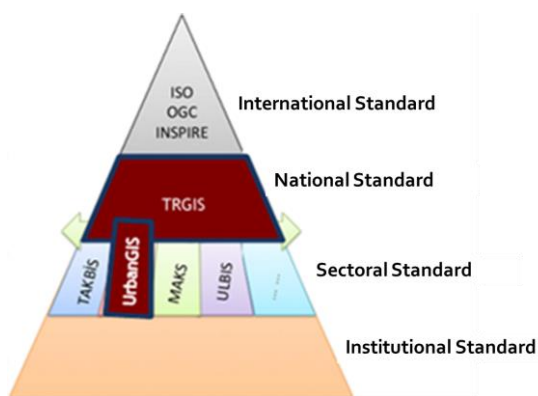 ISO
OGC
INSPIRE
International Standard
National Standard
TRGIS
TAKBİS
UrbanGIS
MAKS
ULBIS
... ...
Sectoral Standard
Institutional Standard